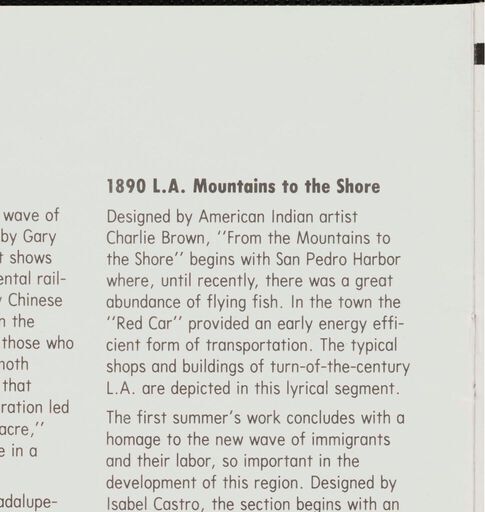 wave of
by Gary
shows
ental rail-
Chinese
the
those who
that
ration led
acre,"
e in a
adalupe-
1890 L.A. Mountains to the Shore
Designed by American Indian artist
Charlie Brown, "From the Mountains to
the Shore" begins with San Pedro Harbor
where, until recently, there was a great
abundance of flying fish. In the town the
"Red Car" provided an early energy effi-
cient form of transportation. The typical
shops and buildings of turn-of-the-century
L.A. are depicted in this lyrical segment.
The first summer's work concludes with a
homage to the new wave of immigrants
and their labor, so important in the
development of this region. Designed by
Isabel Castro, the section begins with an